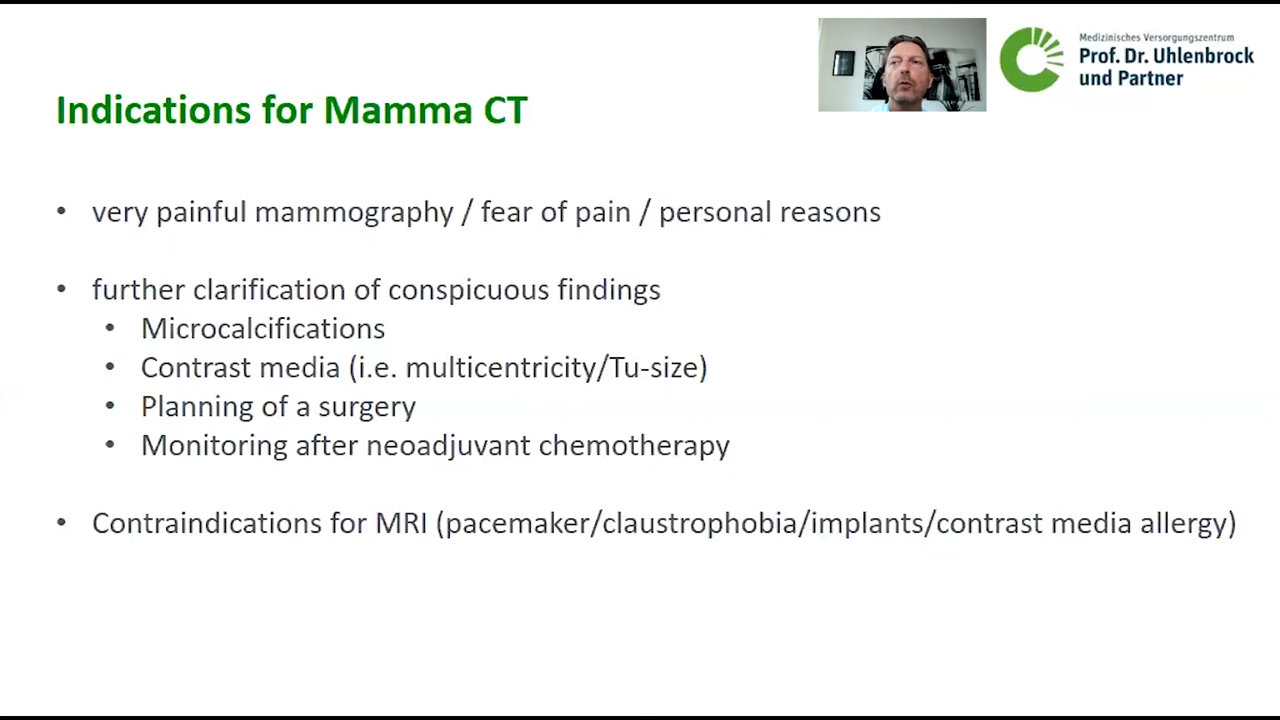 Medizinisches Versorgungszentrum
Prof. Dr. Uhlenbrock
und Partner
Indications for Mamma CT
• very painful mammography / fear of pain / personal reasons
• further clarification of conspicuous findings
• Microcalcifications
• Contrast media (i.e. multicentricity/Tu-size)
• Planning of a surgery
• Monitoring after neoadjuvant chemotherapy
• Contraindications for MRI (pacemaker/claustrophobia/implants/contrast media allergy)